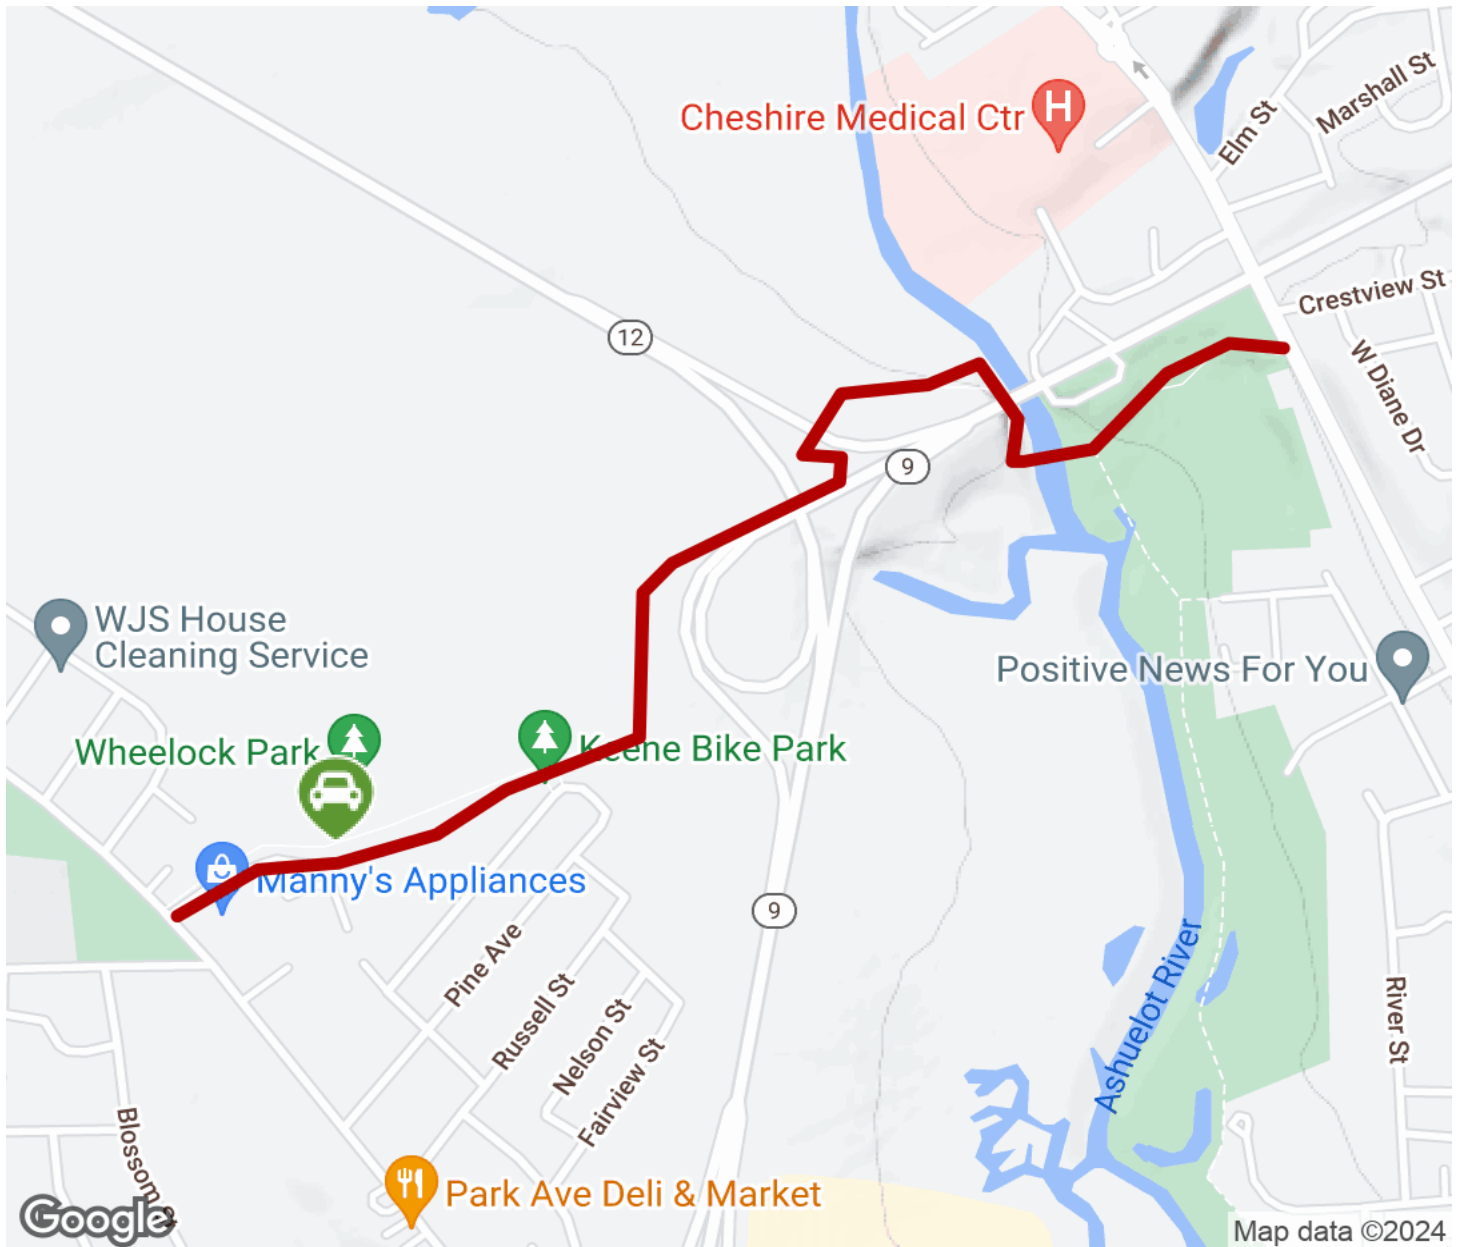 Cheshire Medical Ctr
H
Marshall St
Elm St
Crestview St
W Diane Dr
12
9
WJS House
Cleaning Service
Positive News For You
Wheelock Park
Keene Bike Park
Manny's Appliances
9
Pine Ave
Russell St
Nelson St
Fairview St
Ashuelot River
River St
Blossom St
Park Ave Deli & Market
Google
Map data ©2024